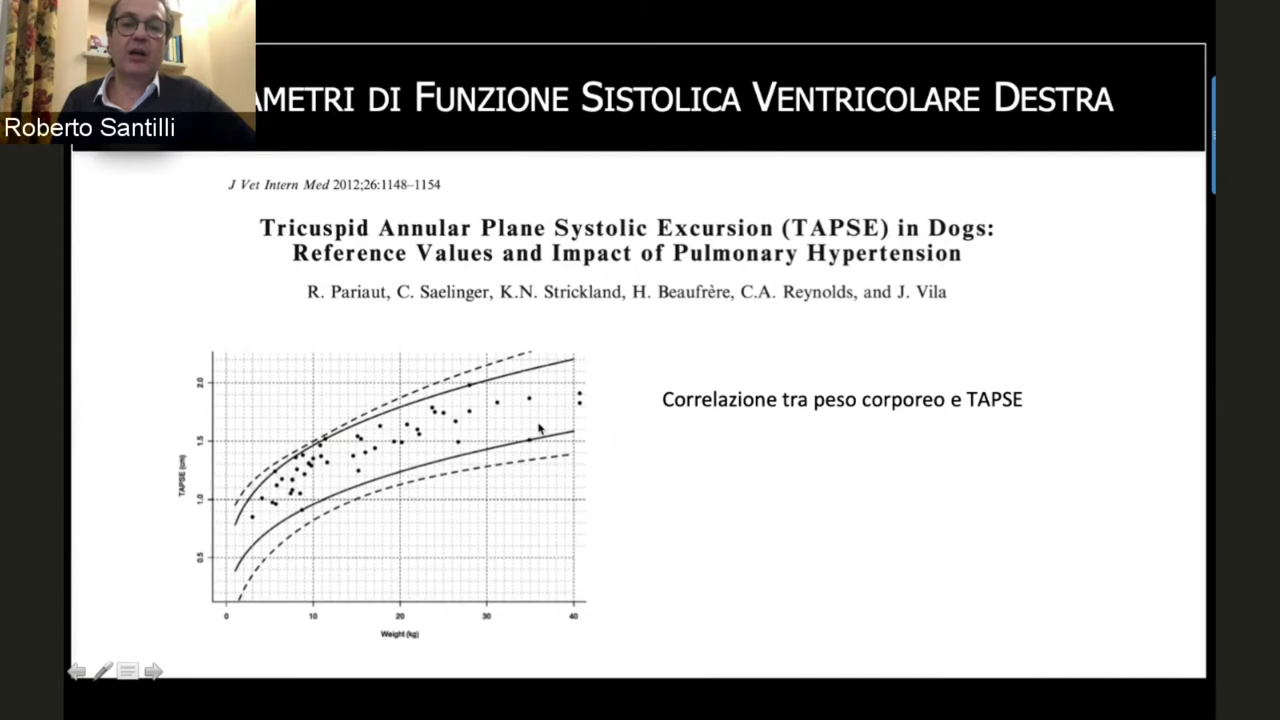 AMETRI DI FUNZIONE SISTOLICA VENTRICOLARE DESTRA
Roberto Santilli
J Vet Intern Med 2012;26:1148–1154
Tricuspid Annular Plane Systolic Excursion (TAPSE) in Dogs:
Reference Values and Impact of Pulmonary Hypertension
R. Pariaut, C. Saelinger, K.N. Strickland, H. Beaufrère, C.A. Reynolds, and J. Vila
Correlazione tra peso corporeo e TAPSE
TAPSE (cm)
2.0
1.5
1.0
0.5
0 10 20 30 40
Weight (kg)